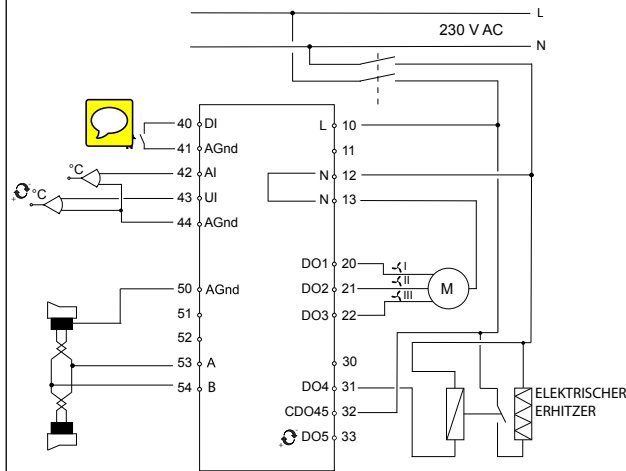 L
230 V AC
N
40 DI
41 AGnd
°C
42 AI
°C
43 UI
44 AGnd
50 AGnd
51
52
53 A
54 B
L 10
11
N 12
N 13
DO1 20 I
DO2 21 II
DO3 22 III
M
30
DO4 31
CDO45 32
DO5 33
ELEKTRISCHER
ERHITZER